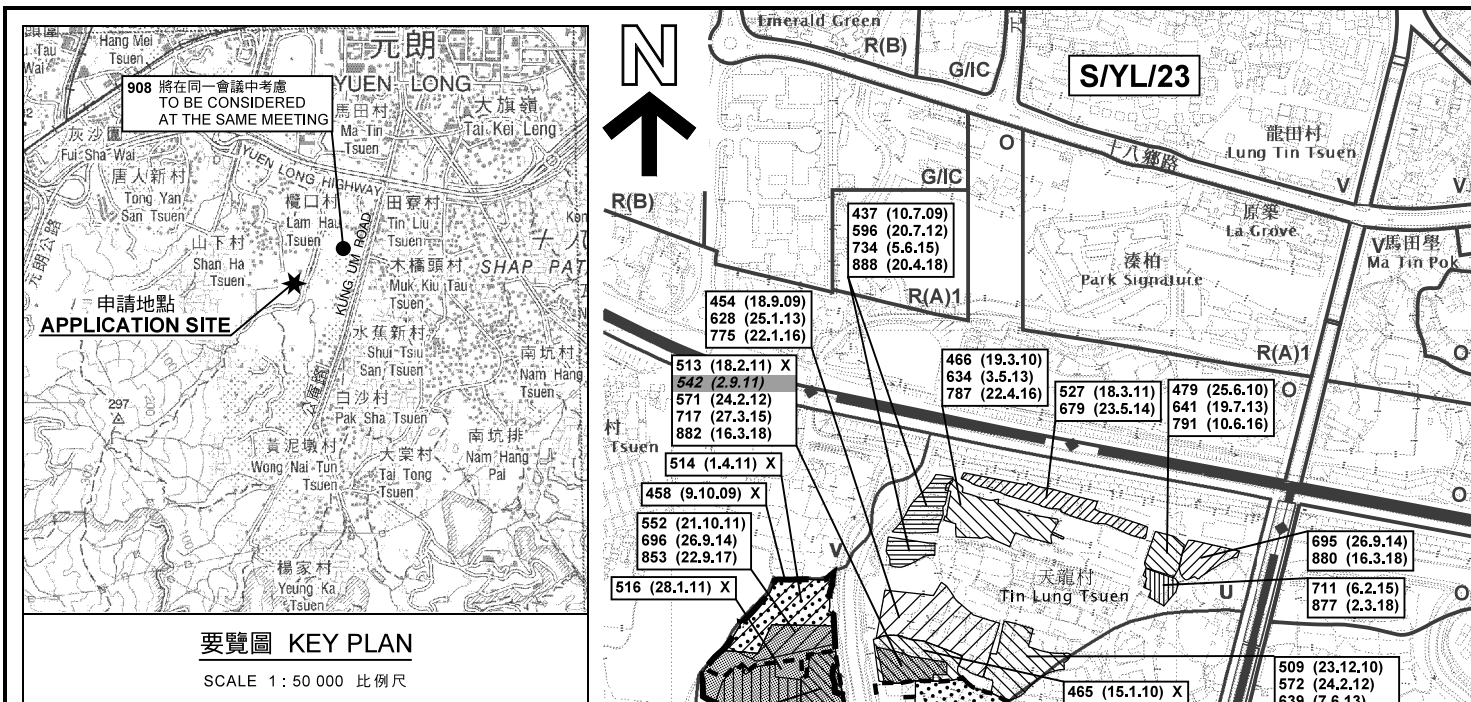 Hang Mei
Tsuen
元朗
YUEN LONG
908 將在同一會議中考慮
TO BE CONSIDERED
AT THE SAME MEETING
馬田村
Ma Tin
Tsuen
大旗嶺
Tai Kei Leng
灰沙圍
Fui Sha Wai
YUEN LONG HIGHWAY
唐人新村
Tong Yan
San Tsuen
欖口村
Lam Hau
Tsuen
田寮村
Tin Liu
Tsuen
KUNG UM ROAD
元朗公路
山下村
Shan Ha
Tsuen
木橋頭村
Muk Kiu Tau
Tsuen
SHAP PAT
申請地點
APPLICATION SITE
水蕉新村
Shui Tsiu
San Tsuen
南坑村
Nam Hang
Tsuen
公庵路
297
200
白沙村
Pak Sha Tsuen
黃泥墩村
Wong Nai Tun
Tsuen
大棠村
Tai Tong
Tsuen
南坑排
Nam Hang
Pai
楊家村
Yeung Ka
Tsuen
要覽圖 KEY PLAN
SCALE 1 : 50 000 比例尺
N
Emerald Green
R(B)
G/IC
S/YL/23
O
十八鄉路
龍田村
Lung Tin Tsuen
V
V
G/IC
R(B)
原築
La Grove
V
馬田壆
Ma Tin Pok
溱柏
Park Signature
437 (10.7.09)
596 (20.7.12)
734 (5.6.15)
888 (20.4.18)
R(A)1
454 (18.9.09)
628 (25.1.13)
775 (22.1.16)
R(A)1
O
O
513 (18.2.11) X
542 (2.9.11)
571 (24.2.12)
717 (27.3.15)
882 (16.3.18)
466 (19.3.10)
634 (3.5.13)
787 (22.4.16)
527 (18.3.11)
679 (23.5.14)
479 (25.6.10)
641 (19.7.13)
791 (10.6.16)
村
Tsuen
514 (1.4.11) X
458 (9.10.09) X
O
552 (21.10.11)
696 (26.9.14)
853 (22.9.17)
V
695 (26.9.14)
880 (16.3.18)
516 (28.1.11) X
天龍村
Tin Lung Tsuen
U
711 (6.2.15)
877 (2.3.18)
O
465 (15.1.10) X
509 (23.12.10)
572 (24.2.12)
639 (7.6.13)